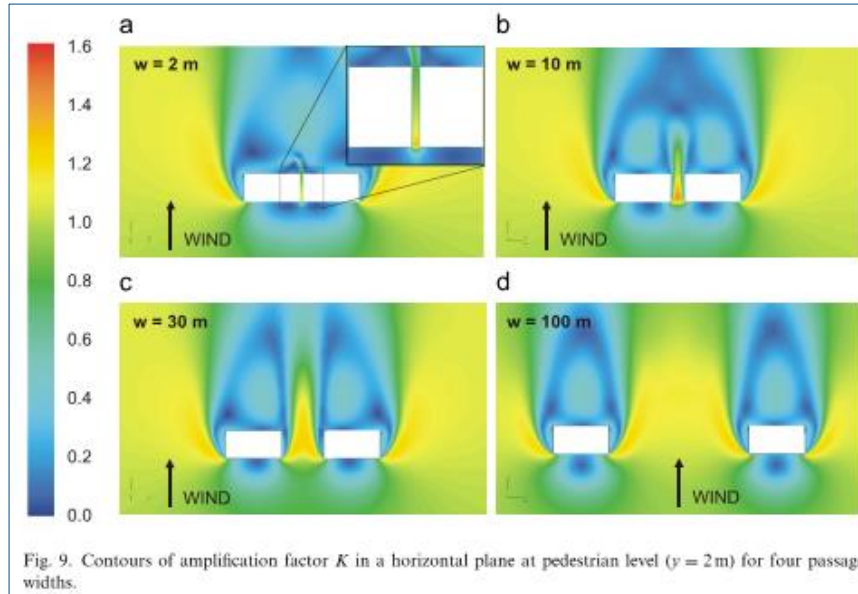 a
b
1.6
1.4
1.2
1.0
0.8
0.6
0.4
0.2
0.0
w = 2 m
WIND
w = 10 m
WIND
c
d
w = 30 m
WIND
w = 100 m
WIND
Fig. 9. Contours of amplification factor K in a horizontal plane at pedestrian level (y = 2 m) for four passag
widths.